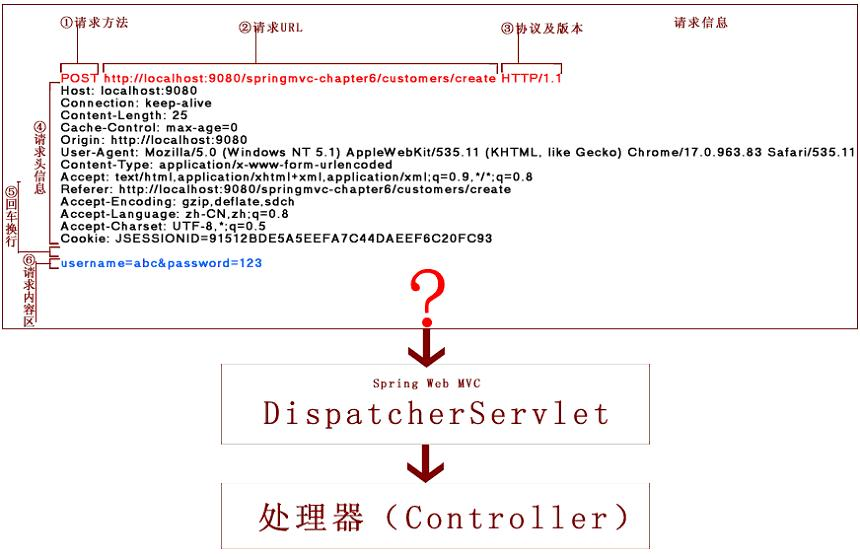 ①请求方法
②请求URL
③协议及版本
请求信息
POST http://localhost:9080/springmvc-chapter6/customers/create HTTP/1.1
Host: localhost:9080
Connection: keep-alive
Content-Length: 25
Cache-Control: max-age=0
Origin: http://localhost:9080
User-Agent: Mozilla/5.0 (Windows NT 5.1) AppleWebKit/535.11 (KHTML, like Gecko) Chrome/17.0.963.83 Safari/535.11
Content-Type: application/x-www-form-urlencoded
Accept: text/html,application/xhtml+xml,application/xml;q=0.9,*/*;q=0.8
Referer: http://localhost:9080/springmvc-chapter6/customers/create
Accept-Encoding: gzip,deflate,sdch
Accept-Language: zh-CN,zh;q=0.8
Accept-Charset: UTF-8,*;q=0.5
Cookie: JSESSIONID=91512BDE5A5EEFA7C44DAEEF6C20FC93
④请求头信息
⑤回车换行
⑥请求内容区
username=abc&password=123
?
Spring Web MVC
DispatcherServlet
处理器（Controller）